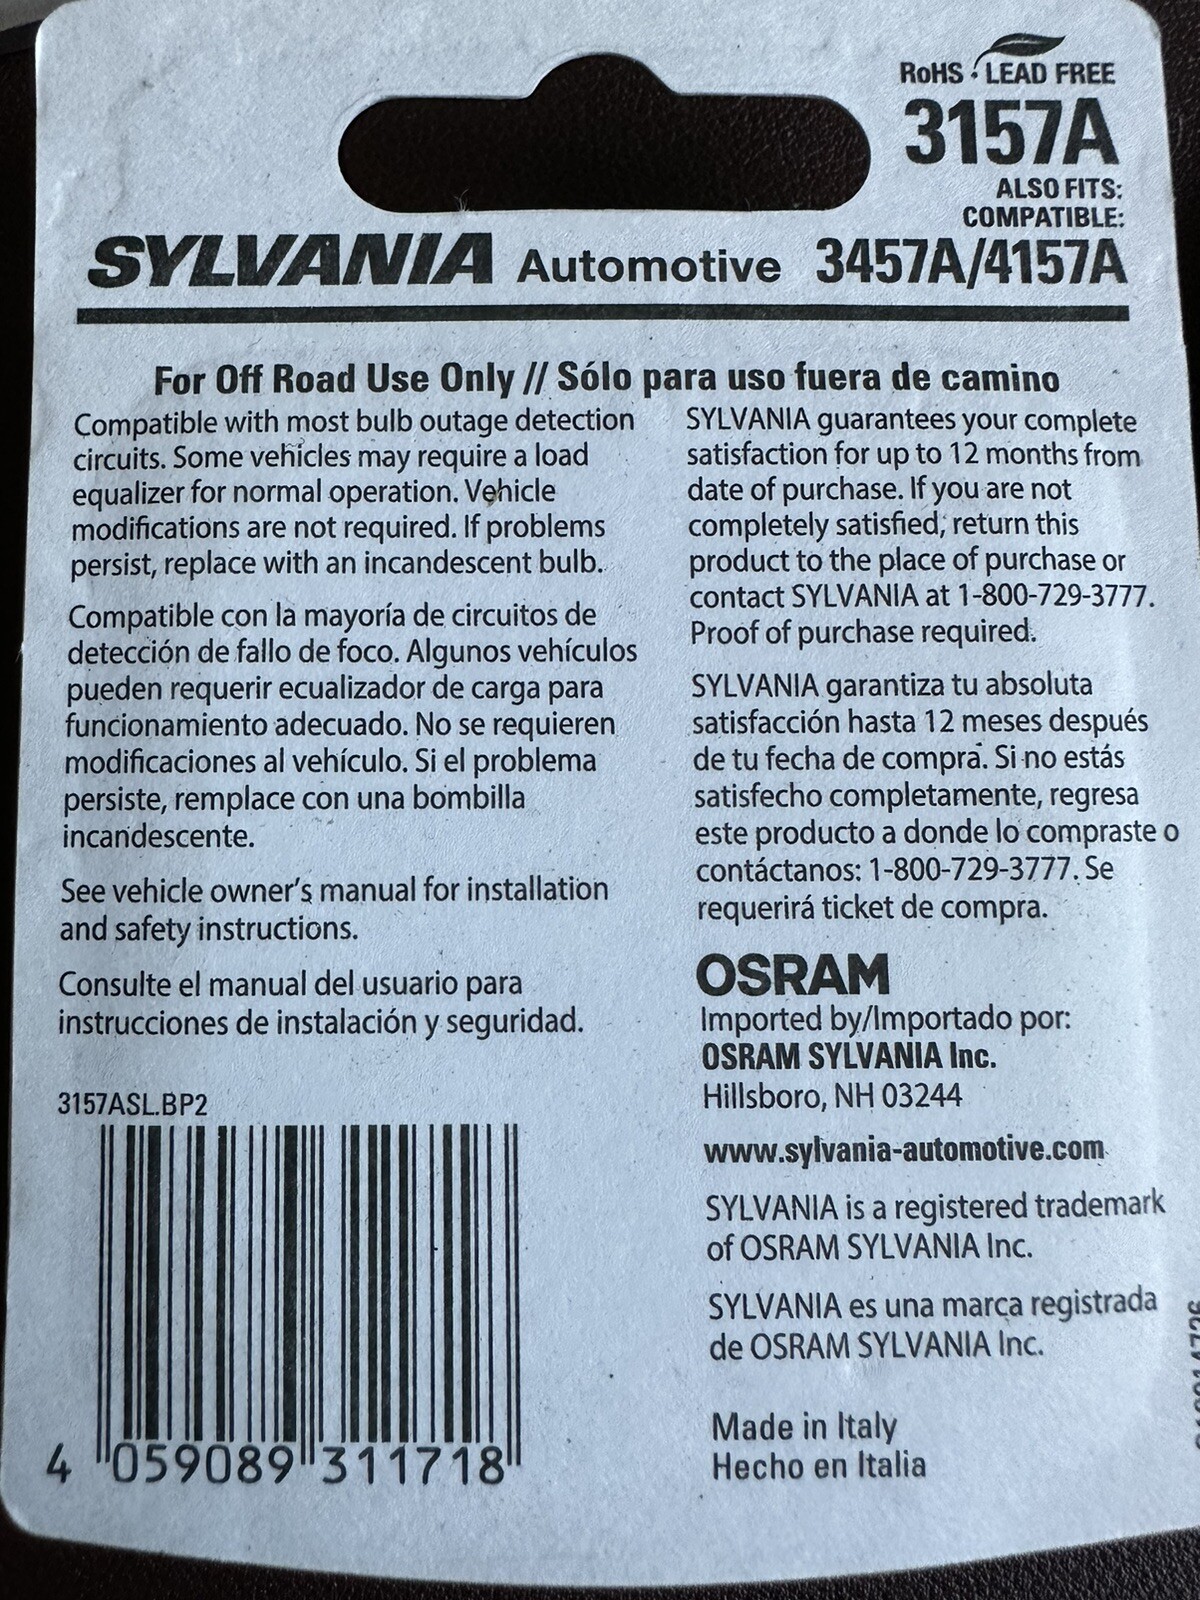 RoHS • LEAD FREE
3157A
ALSO FITS:
COMPATIBLE:
SYLVANIA Automotive 3457A/4157A
For Off Road Use Only // Sólo para uso fuera de camino
Compatible with most bulb outage detection
circuits. Some vehicles may require a load
equalizer for normal operation. Vehicle
modifications are not required. If problems
persist, replace with an incandescent bulb.
Compatible con la mayoría de circuitos de
detección de fallo de foco. Algunos vehículos
pueden requerir ecualizador de carga para
funcionamiento adecuado. No se requieren
modificaciones al vehículo. Si el problema
persiste, remplace con una bombilla
incandescente.
See vehicle owner's manual for installation
and safety instructions.
Consulte el manual del usuario para
instrucciones de instalación y seguridad.
3157ASL.BP2
4 059089 311718
SYLVANIA guarantees your complete
satisfaction for up to 12 months from
date of purchase. If you are not
completely satisfied, return this
product to the place of purchase or
contact SYLVANIA at 1-800-729-3777.
Proof of purchase required.
SYLVANIA garantiza tu absoluta
satisfacción hasta 12 meses después
de tu fecha de compra. Si no estás
satisfecho completamente, regresa
este producto a donde lo compraste o
contáctanos: 1-800-729-3777. Se
requerirá ticket de compra.
OSRAM
Imported by/Importado por:
OSRAM SYLVANIA Inc.
Hillsboro, NH 03244
www.sylvania-automotive.com
SYLVANIA is a registered trademark
of OSRAM SYLVANIA Inc.
SYLVANIA es una marca registrada
de OSRAM SYLVANIA Inc.
Made in Italy
Hecho en Italia